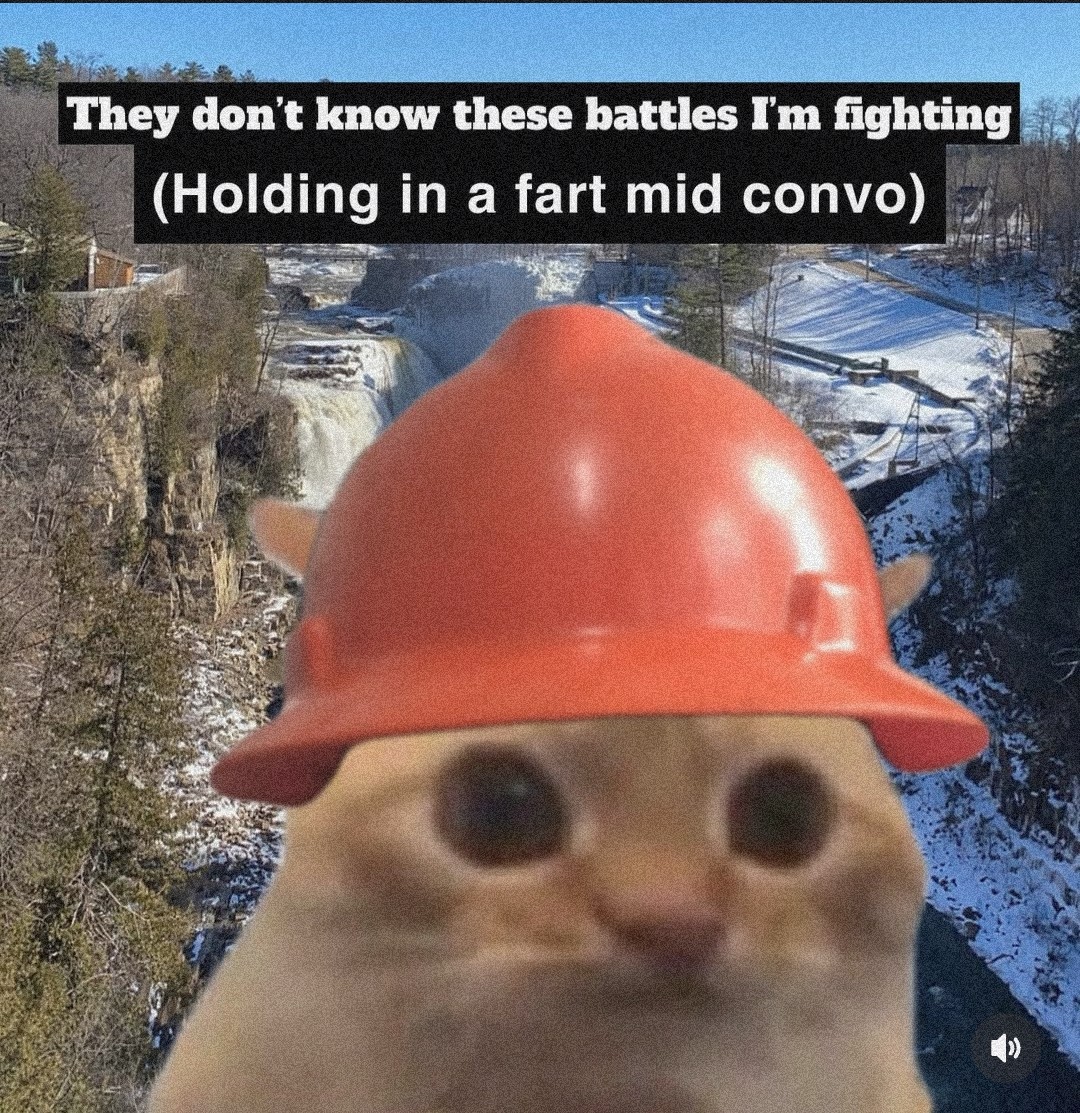 They don't know these battles I'm fighting
(Holding in a fart mid convo)